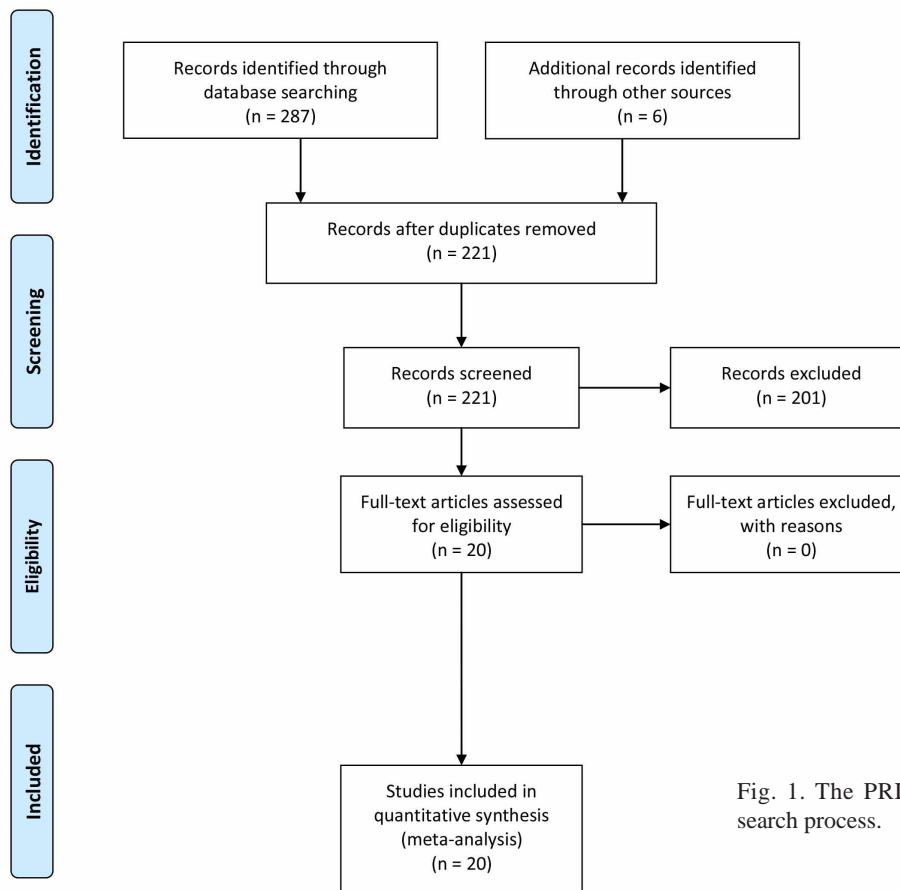 Identification
Records identified through
database searching
(n = 287)
Additional records identified
through other sources
(n = 6)
Records after duplicates removed
(n = 221)
Screening
Records screened
(n = 221)
Records excluded
(n = 201)
Eligibility
Full-text articles assessed
for eligibility
(n = 20)
Full-text articles excluded,
with reasons
(n = 0)
Included
Studies included in
quantitative synthesis
(meta-analysis)
(n = 20)
Fig. 1. The
search process.